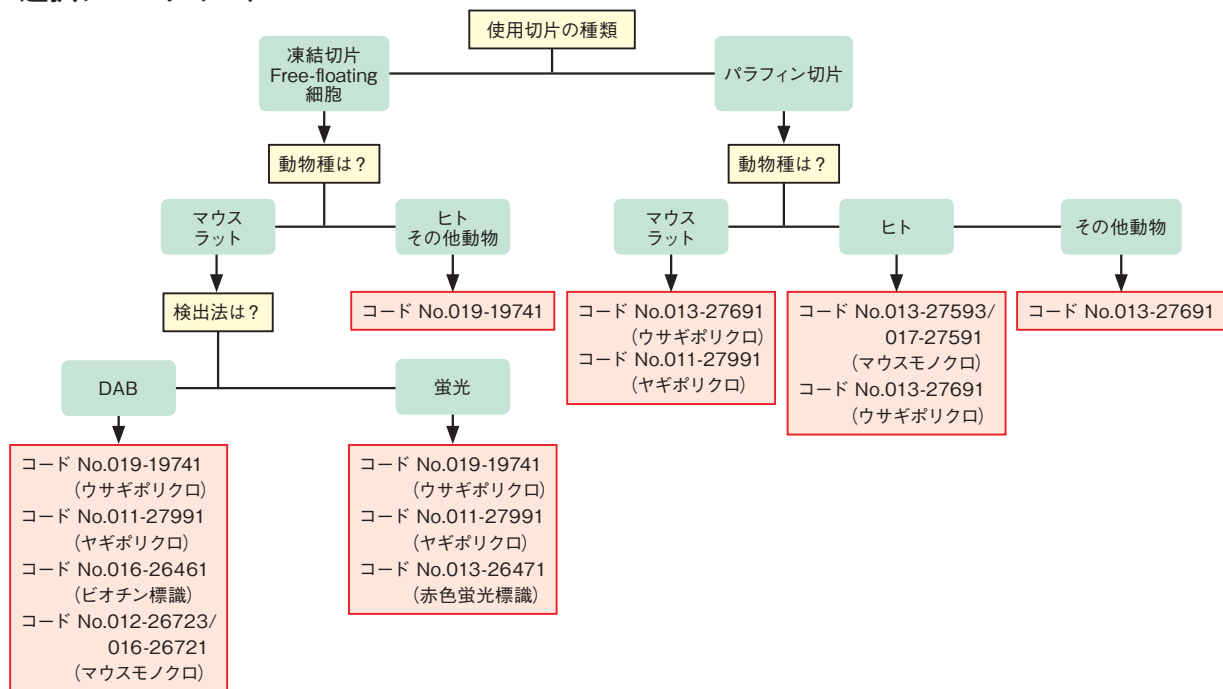 使用切片の種類
凍結切片
Free-floating
細胞
パラフィン切片
動物種は？
動物種は？
マウス
ラット
ヒト
その他動物
マウス
ラット
ヒト
その他動物
検出法は？
コード No.019-19741
コード No.013-27691
（ウサギポリクロ）
コード No.011-27991
（ヤギポリクロ）
コード No.013-27593/
017-27591
（マウスモノクロ）
コード No.013-27691
（ウサギポリクロ）
コード No.013-27691
DAB
蛍光
コード No.019-19741
（ウサギポリクロ）
コード No.011-27991
（ヤギポリクロ）
コード No.016-26461
（ビオチン標識）
コード No.012-26723/
016-26721
（マウスモノクロ）
コード No.019-19741
（ウサギポリクロ）
コード No.011-27991
（ヤギポリクロ）
コード No.013-26471
（赤色蛍光標識）